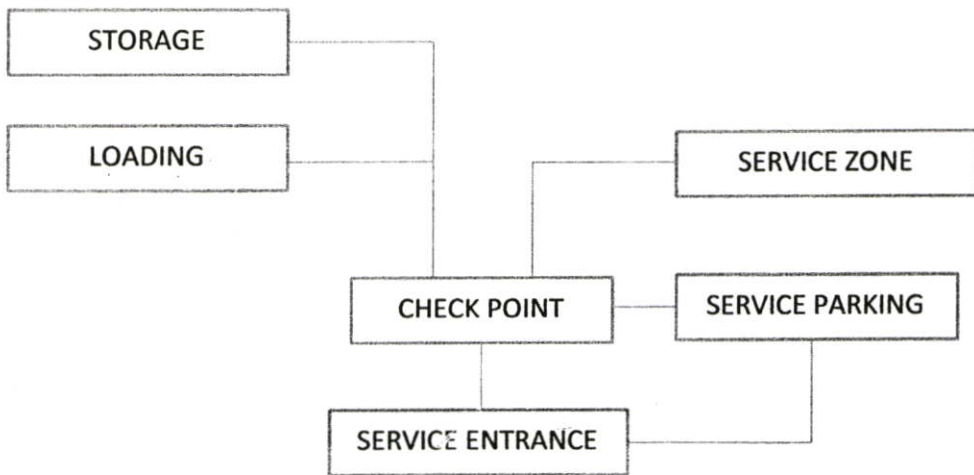 STORAGE
LOADING
SERVICE ZONE
CHECK POINT
SERVICE PARKING
SERVICE ENTRANCE